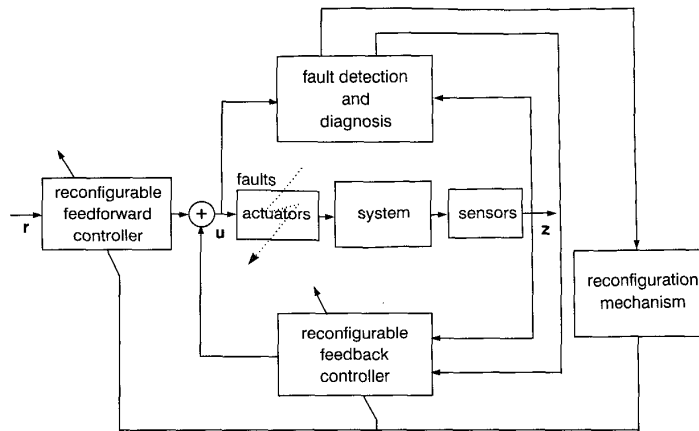 fault detection
and
diagnosis
faults
reconfigurable
feedforward
controller
r
+
u
actuators
system
sensors
z
reconfiguration
mechanism
reconfigurable
feedback
controller